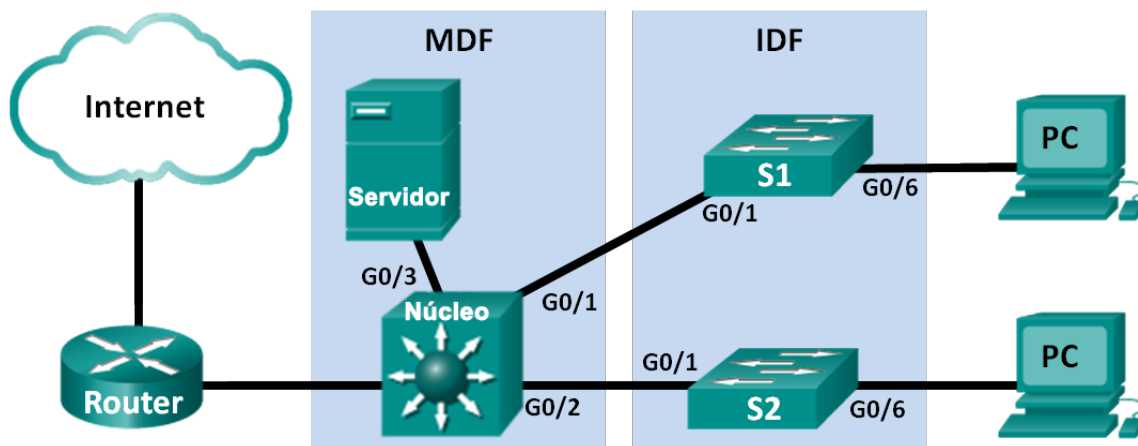 MDF
IDF
Internet
Servidor
S1
PC
G0/6
G0/1
G0/3
G0/1
Núcleo
G0/1
PC
Router
G0/2
S2
G0/6